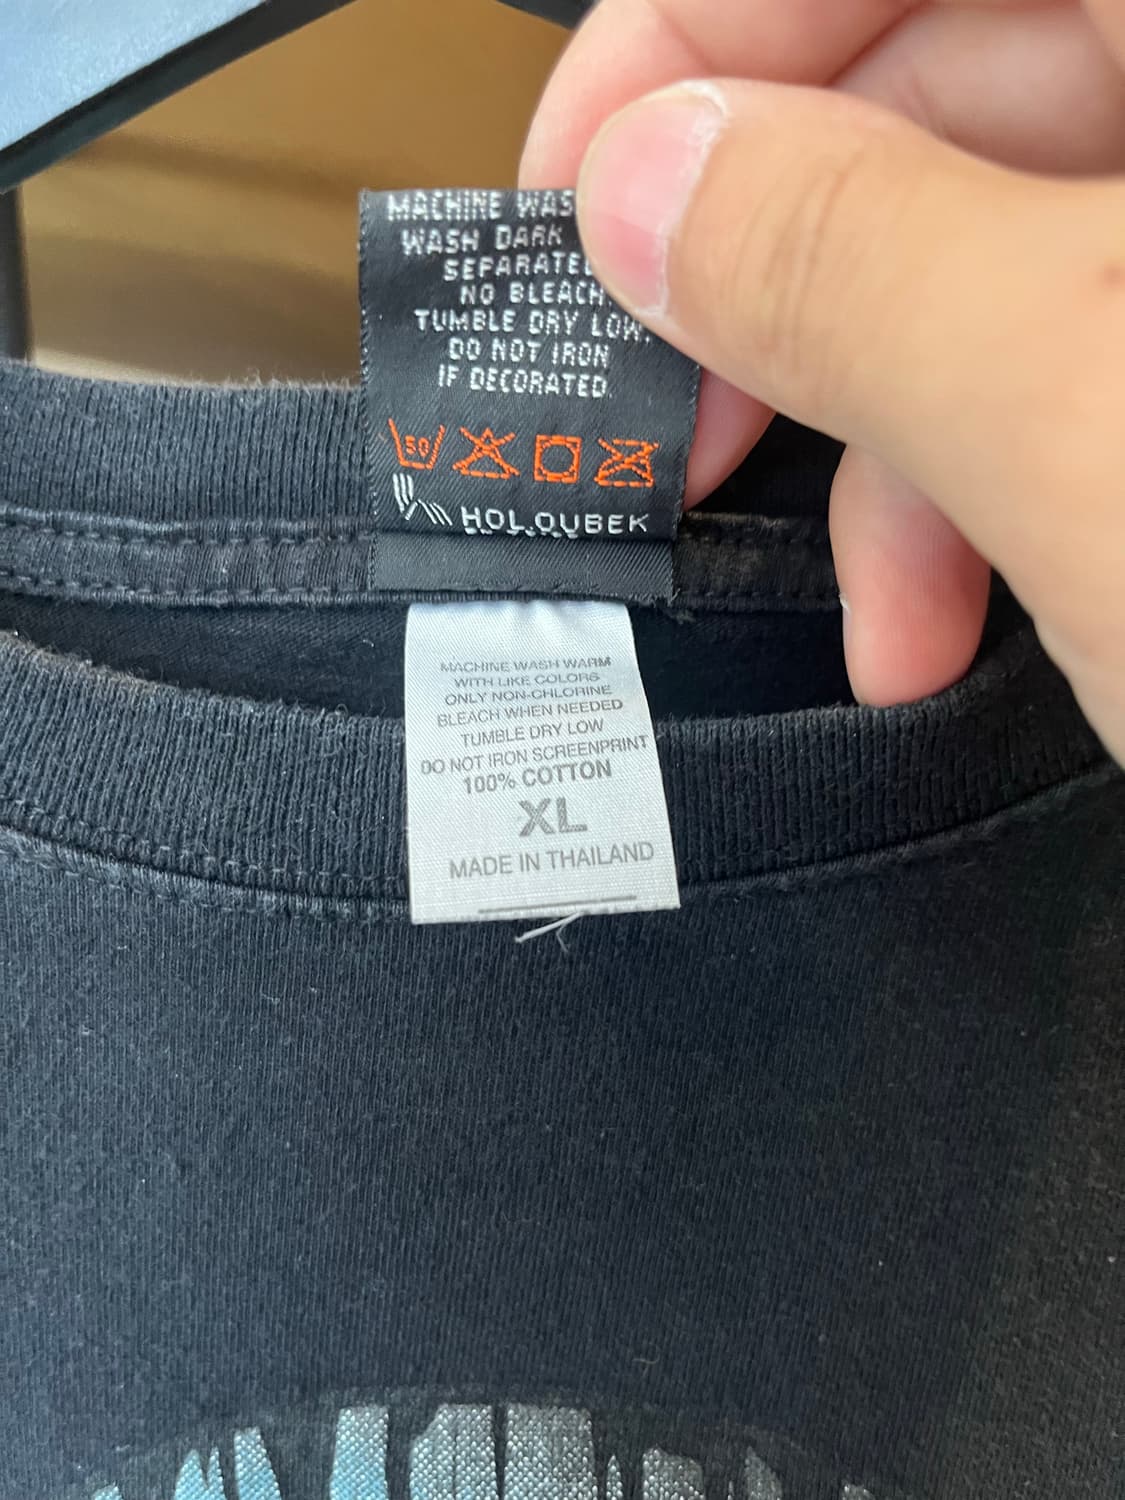 MACHINE WAS
WASH DARK
SEPARATE
NO BLEACH.
TUMBLE DRY LOW.
DO NOT IRON
IF DECORATED.
50
HOLOUBEK
MACHINE WASH WARM
WITH LIKE COLORS
ONLY NON-CHLORINE
BLEACH WHEN NEEDED
TUMBLE DRY LOW
DO NOT IRON SCREENPRINT
100% COTTON
XL
MADE IN THAILAND